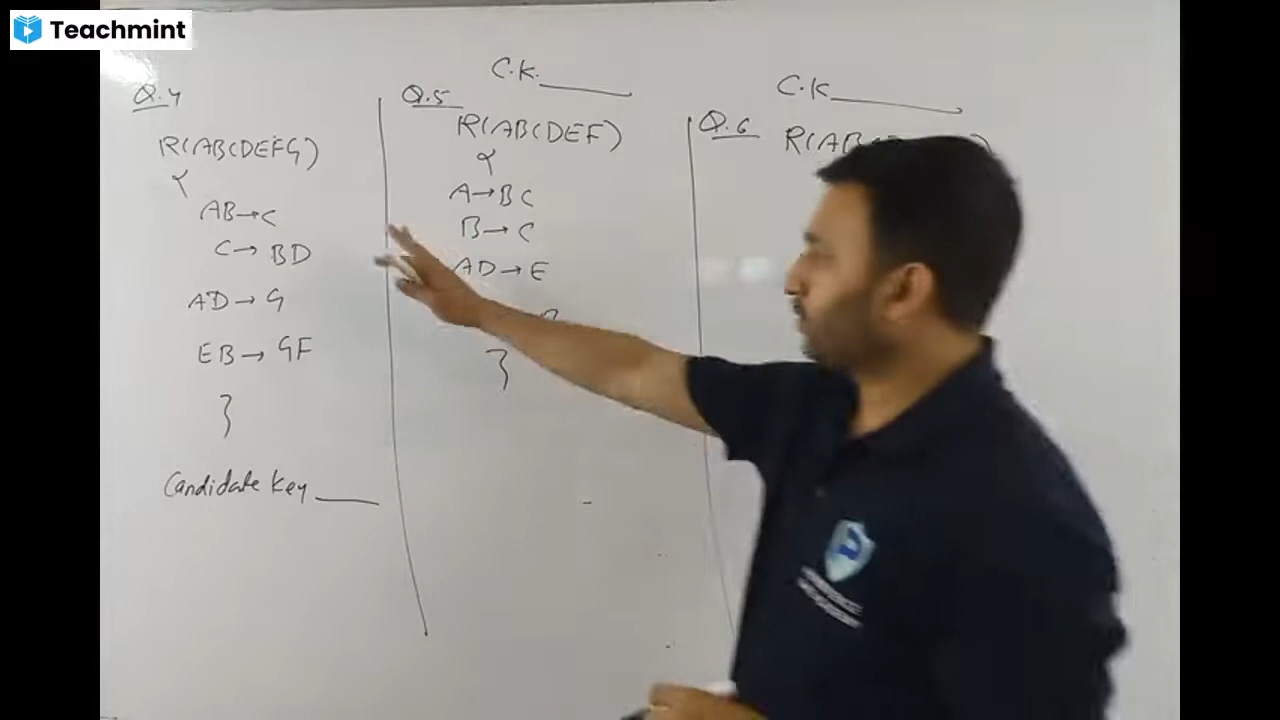 Teachmint
Q.4
R(ABCDEFG)
{
AB→C
C→BD
AD→G
EB→GF
}
Candidate Key ____
C.K. ____
Q.5
R(ABCDEF)
{
A→BC
B→C
AD→E
}
C.K ____
Q.6